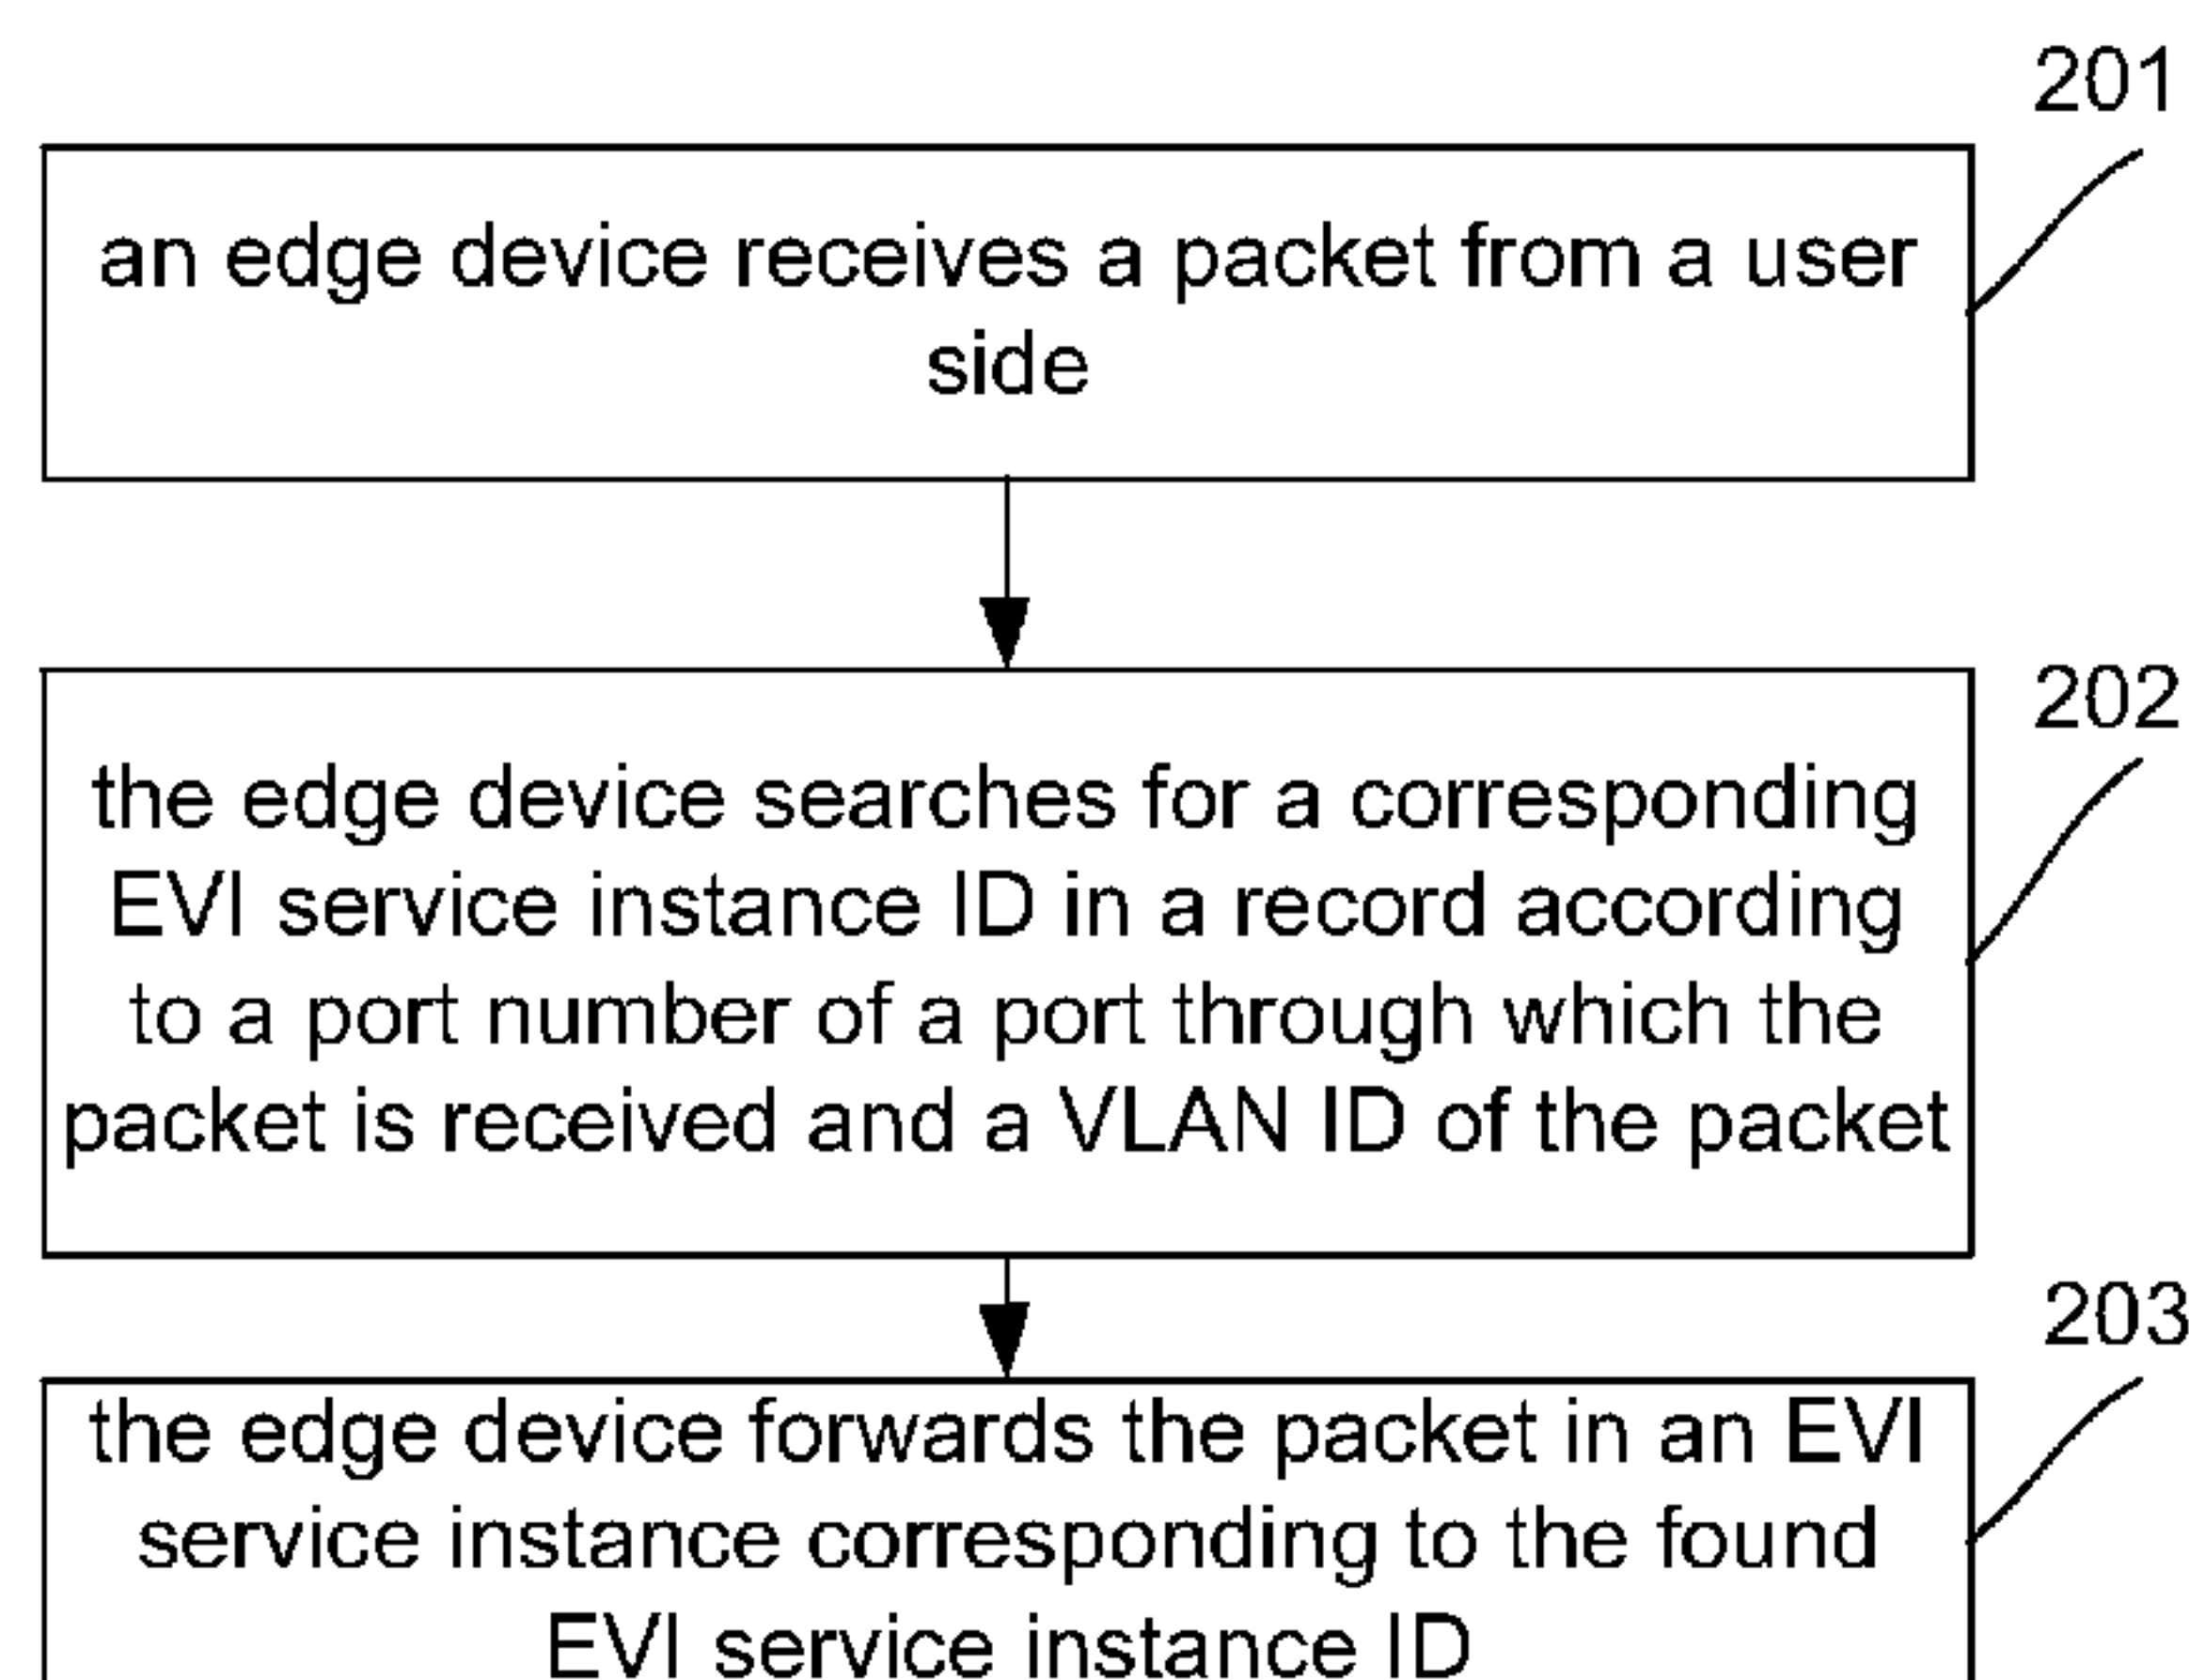 201
an edge device receives a packet from a user
side
202
the edge device searches for a corresponding
EVI service instance ID in a record according
to a port number of a port through which the
packet is received and a VLAN ID of the packet
203
the edge device forwards the packet in an EVI
service instance corresponding to the found
EVI service instance ID